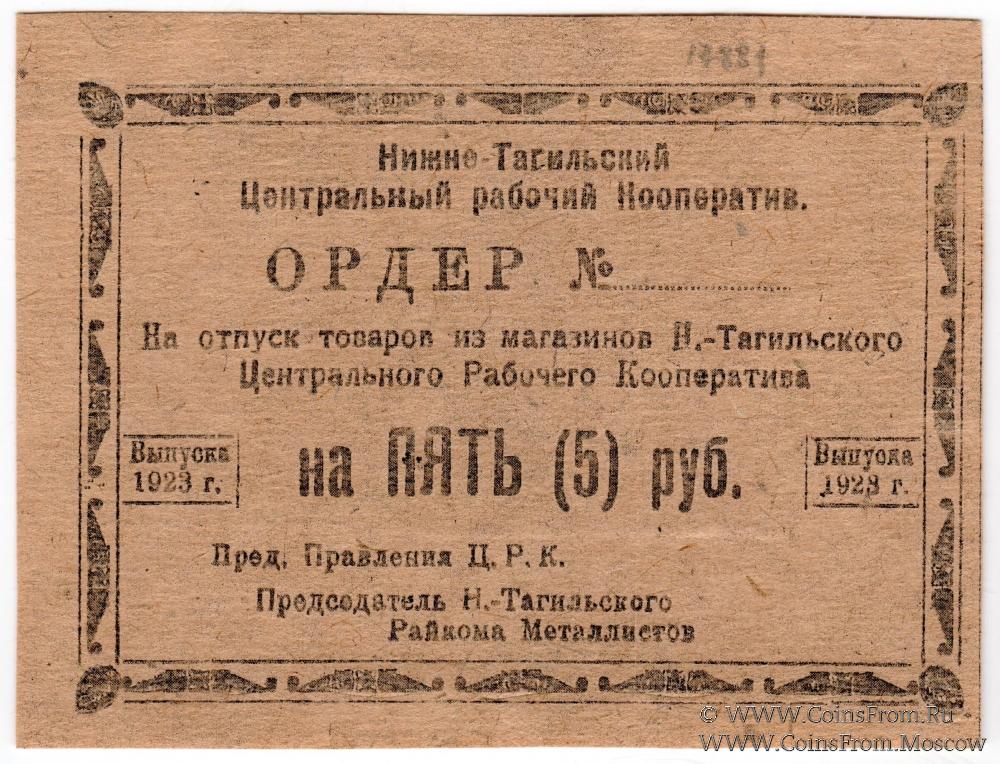 17881
Нижне-Тагильский
Центральный рабочий Кооператив.
ОРДЕР №
На отпуск товаров из магазинов Н.-Тагильского
Центрального Рабочего Кооператива
Выпуска
1923 г.
на ПЯТЬ (5) руб.
Выпуска
1923 г.
Пред. Правления Ц. Р. К.
Председатель Н.-Тагильского
Райкома Металлистов
© WWW.CoinsFrom.Ru
WWW.CoinsFrom.Moscow